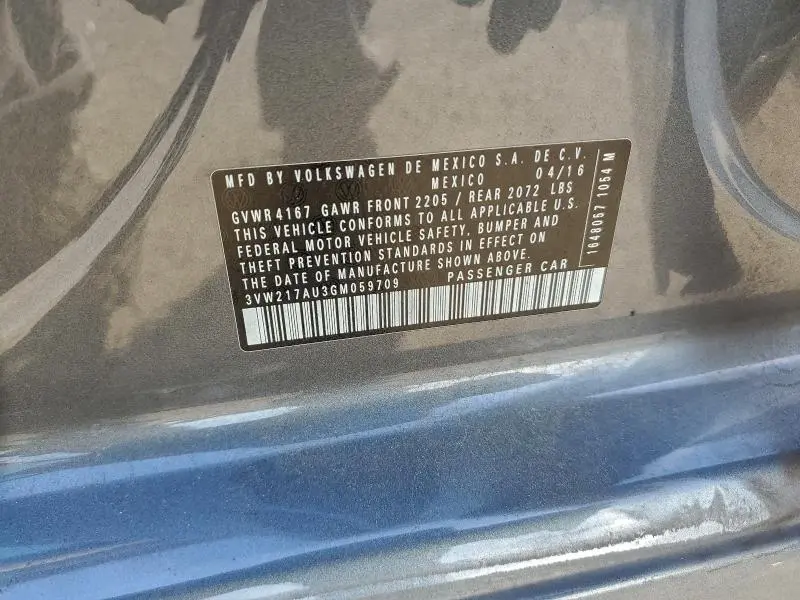 MFD BY VOLKSWAGEN DE MEXICO S.A. DE C.V.
MEXICO 04/16
GVWR 4167 GAWR FRONT 2205 / REAR 2072 LBS
THIS VEHICLE CONFORMS TO ALL APPLICABLE U.S.
FEDERAL MOTOR VEHICLE SAFETY, BUMPER AND
THEFT PREVENTION STANDARDS IN EFFECT ON
THE DATE OF MANUFACTURE SHOWN ABOVE.
3VW217AU3GM059709 PASSENGER CAR
1648057 1054 M